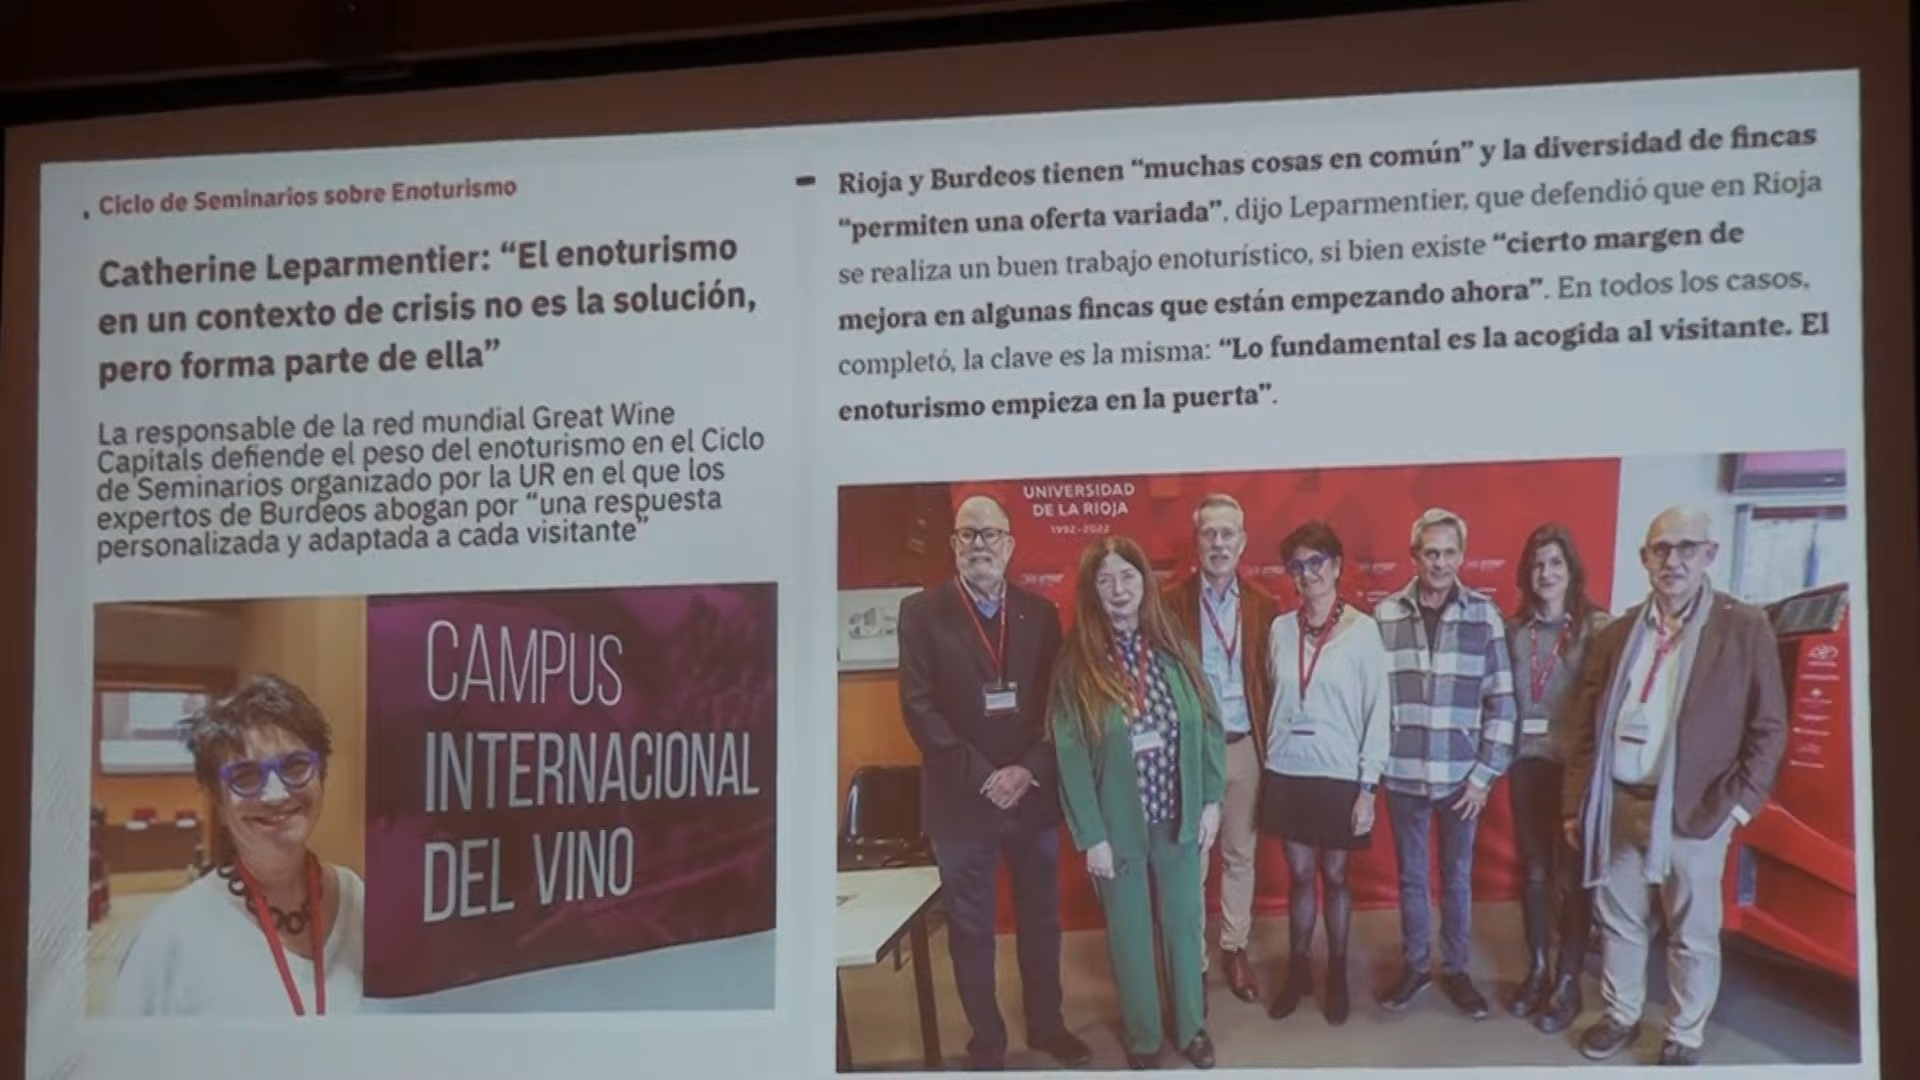 Ciclo de Seminarios sobre Enoturismo
Catherine Leparmentier: “El enoturismo
en un contexto de crisis no es la solución,
pero forma parte de ella”
La responsable de la red mundial Great Wine
Capitals defiende el peso del enoturismo en el Ciclo
de Seminarios organizado por la UR en el que los
expertos de Burdeos abogan por “una respuesta
personalizada y adaptada a cada visitante”
CAMPUS
INTERNACIONAL
DEL VINO
Rioja y Burdeos tienen “muchas cosas en común” y la diversidad de fincas
“permiten una oferta variada”, dijo Leparmentier, que defendió que en Rioja
se realiza un buen trabajo enoturístico, si bien existe “cierto margen de
mejora en algunas fincas que están empezando ahora”. En todos los casos,
completó, la clave es la misma: “Lo fundamental es la acogida al visitante. El
enoturismo empieza en la puerta”.
UNIVERSIDAD
DE LA RIOJA
1992-2022